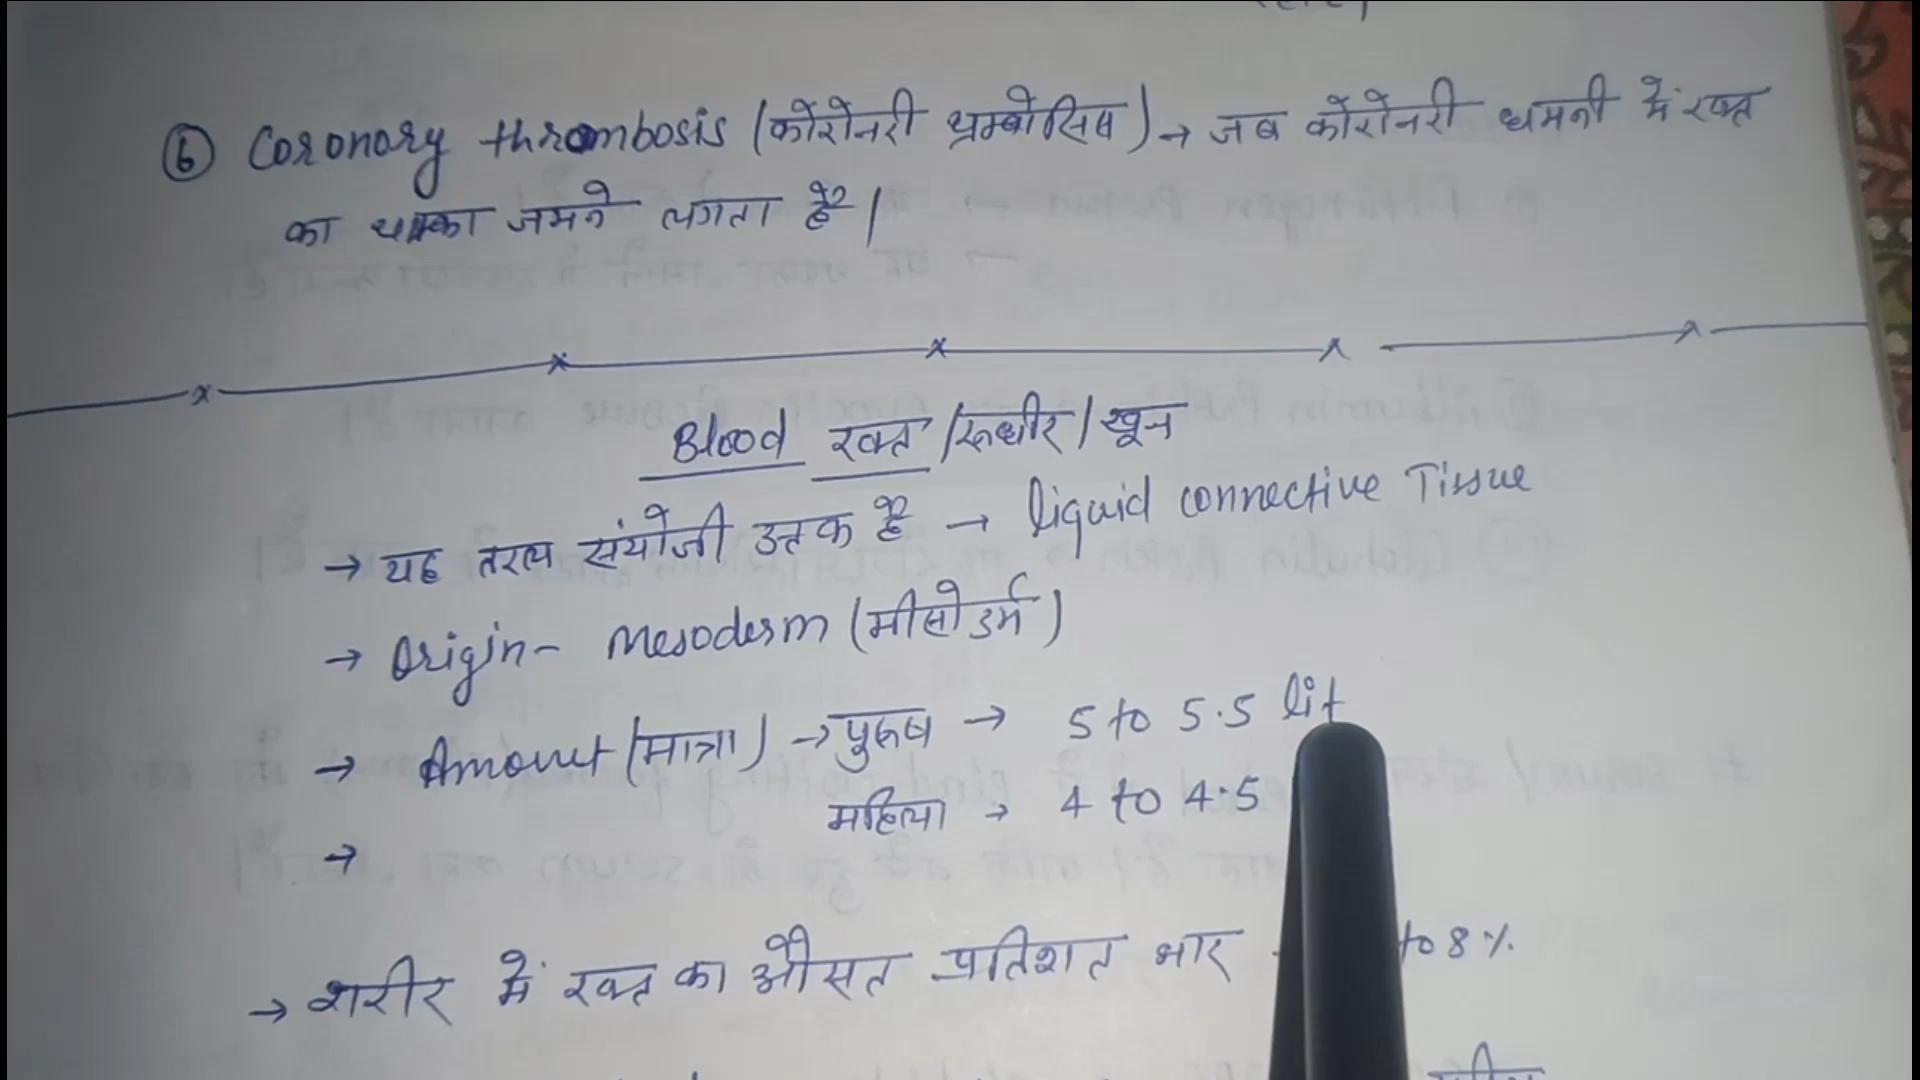 ⑥ Coronary thrombosis (कोरोनरी थ्रम्बोसिस) → जब कोरोनरी धमनी में रक्त
का थक्का जमने लगता है |
Blood रक्त / रूधीर / खून
→ यह तरल संयोजी उत्तक है → liquid connective Tissue
→ Origin - Mesoderm (मीसोडर्म)
→ Amount (मात्रा) → पुरूष → 5 to 5.5 lit
महिला → 4 to 4.5
→
→ शरीर में रक्त का औसत प्रतिशत भार - to 8%.